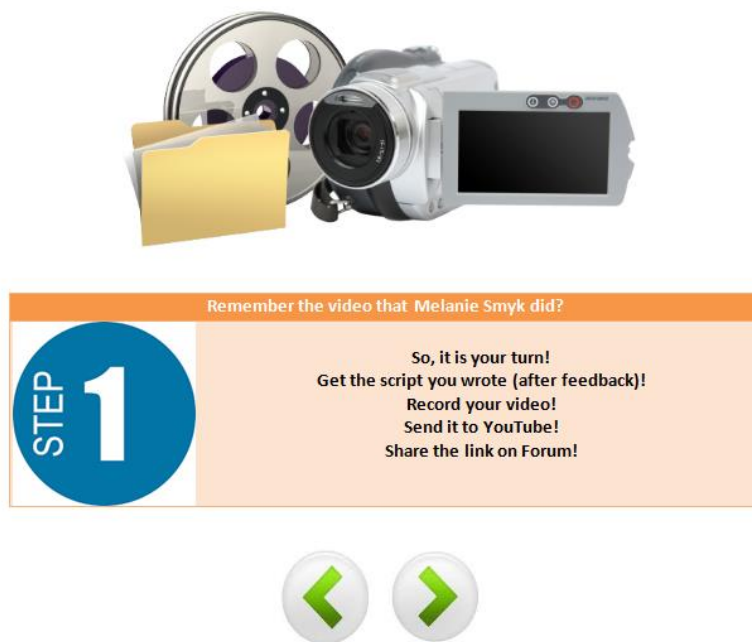 Remember the video that Melanie Smyk did?
STEP 1
So, it is your turn!
Get the script you wrote (after feedback)!
Record your video!
Send it to YouTube!
Share the link on Forum!